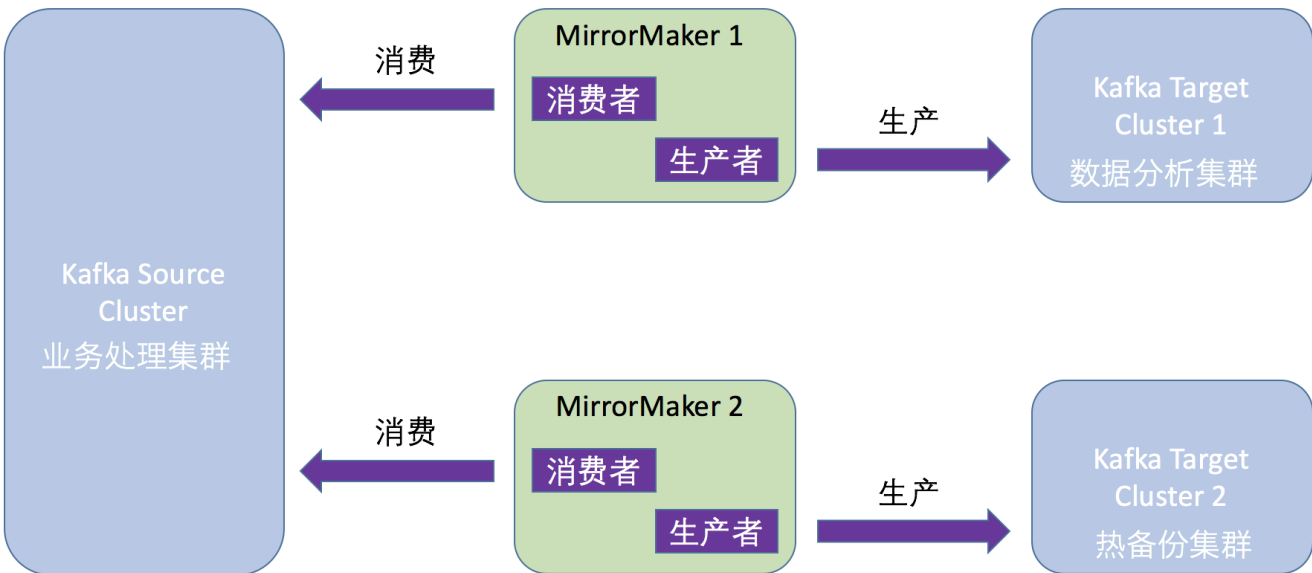 Kafka Source
Cluster
业务处理集群
消费
MirrorMaker 1
消费者
生产者
生产
Kafka Target
Cluster 1
数据分析集群
消费
MirrorMaker 2
消费者
生产者
生产
Kafka Target
Cluster 2
热备份集群